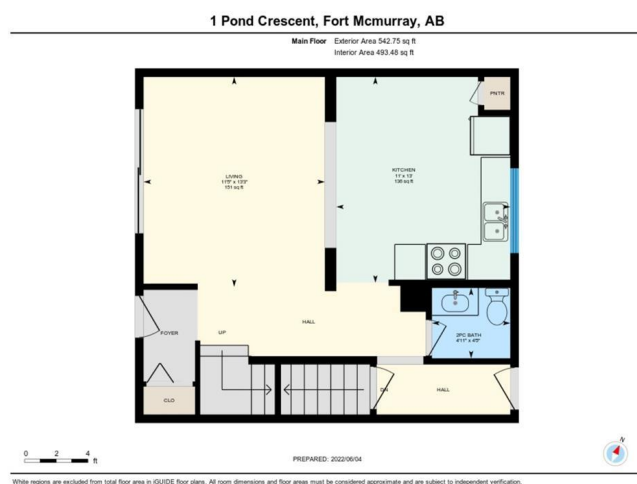 1 Pond Crescent, Fort Mcmurray, AB
Main Floor Exterior Area 542.75 sq ft
Interior Area 493.48 sq ft
PNTR
LIVING
11'5" x 13'3"
151 sq ft
KITCHEN
11' x 13'
HALL
FOYER
UP
2PC BATH
4'11" x 4'5"
CLO
DN
HALL
0 2 4
ft
PREPARED: 2022/06/04
N
White regions are excluded from total floor area in iGUIDE floor plans. All room dimensions and floor areas must be considered approximate and are subject to independent verification.